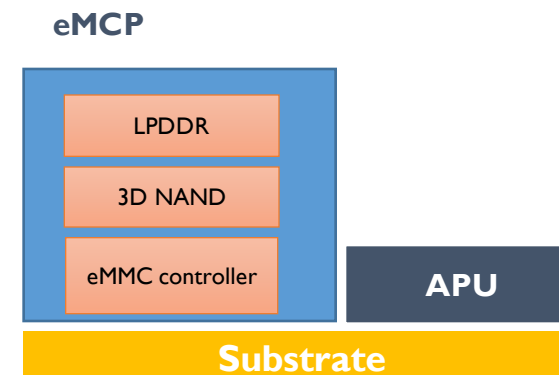 eMCP
LPDDR
3D NAND
eMMC controller
APU
Substrate